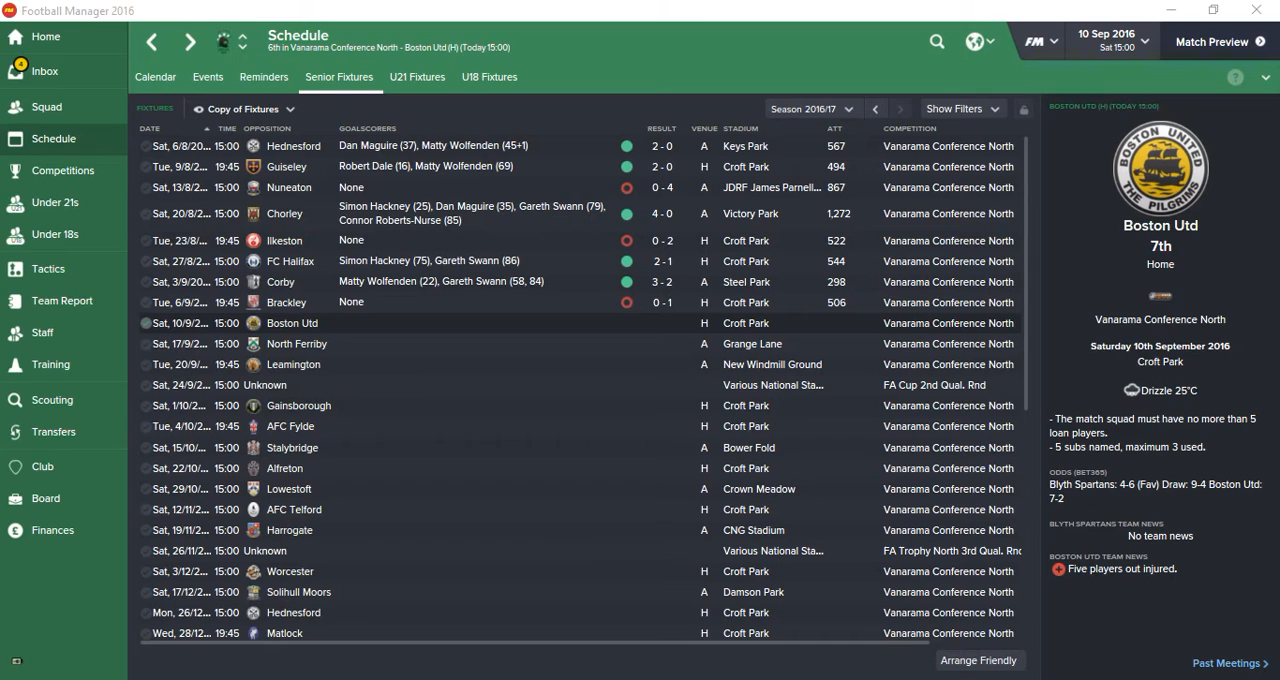 Football Manager 2016
Home
4
Inbox
Squad
Schedule
Competitions
Under 21s
Under 18s
Tactics
Team Report
Staff
Training
Scouting
Transfers
Club
Board
Finances
Schedule
6th in Vanarama Conference North - Boston Utd (H) (Today 15:00)
FM
10 Sep 2016
Sat 15:00
Match Preview
Calendar Events Reminders Senior Fixtures U21 Fixtures U18 Fixtures
FIXTURES Copy of Fixtures Season 2016/17 Show Filters
DATE TIME OPPOSITION GOALSCORERS RESULT VENUE STADIUM ATT COMPETITION
Sat, 6/8/20... 15:00 Hednesford Dan Maguire (37), Matty Wolfenden (45+1) 2 - 0 A Keys Park 567 Vanarama Conference North
Tue, 9/8/2... 19:45 Guiseley Robert Dale (16), Matty Wolfenden (69) 2 - 0 H Croft Park 494 Vanarama Conference North
Sat, 13/8/2... 15:00 Nuneaton None 0 - 4 A JDRF James Parnell... 867 Vanarama Conference North
Sat, 20/8/2... 15:00 Chorley Simon Hackney (25), Dan Maguire (35), Gareth Swann (79),
Connor Roberts-Nurse (85) 4 - 0 A Victory Park 1,272 Vanarama Conference North
Tue, 23/8/... 19:45 Ilkeston None 0 - 2 H Croft Park 522 Vanarama Conference North
Sat, 27/8/2... 15:00 FC Halifax Simon Hackney (75), Gareth Swann (86) 2 - 1 H Croft Park 544 Vanarama Conference North
Sat, 3/9/20... 15:00 Corby Matty Wolfenden (22), Gareth Swann (58, 84) 3 - 2 A Steel Park 298 Vanarama Conference North
Tue, 6/9/2... 19:45 Brackley None 0 - 1 H Croft Park 506 Vanarama Conference North
Sat, 10/9/2... 15:00 Boston Utd H Croft Park Vanarama Conference North
Sat, 17/9/2... 15:00 North Ferriby A Grange Lane Vanarama Conference North
Tue, 20/9/... 19:45 Leamington A New Windmill Ground Vanarama Conference North
Sat, 24/9/2... 15:00 Unknown Various National Sta... FA Cup 2nd Qual. Rnd
Sat, 1/10/2... 15:00 Gainsborough H Croft Park Vanarama Conference North
Tue, 4/10/... 19:45 AFC Fylde H Croft Park Vanarama Conference North
Sat, 15/10/... 15:00 Stalybridge A Bower Fold Vanarama Conference North
Sat, 22/10/... 15:00 Alfreton H Croft Park Vanarama Conference North
Sat, 29/10/... 15:00 Lowestoft A Crown Meadow Vanarama Conference North
Sat, 12/11/2... 15:00 AFC Telford H Croft Park Vanarama Conference North
Sat, 19/11/... 15:00 Harrogate A CNG Stadium Vanarama Conference North
Sat, 26/11/... 15:00 Unknown Various National Sta... FA Trophy North 3rd Qual. Rnd
Sat, 3/12/... 15:00 Worcester H Croft Park Vanarama Conference North
Sat, 17/12/... 15:00 Solihull Moors A Damson Park Vanarama Conference North
Mon, 26/12... 15:00 Hednesford H Croft Park Vanarama Conference North
Wed, 28/12... 19:45 Matlock H Croft Park Vanarama Conference North
Arrange Friendly
BOSTON UTD (H) (TODAY 15:00)
BOSTON UNITED
THE PILGRIMS
Boston Utd
7th
Home
Vanarama Conference North
Saturday 10th September 2016
Croft Park
Drizzle 25°C
- The match squad must have no more than 5
loan players.
- 5 subs named, maximum 3 used.
ODDS (BET365)
Blyth Spartans: 4-6 (Fav) Draw: 9-4 Boston Utd:
7-2
BLYTH SPARTANS TEAM NEWS
No team news
BOSTON UTD TEAM NEWS
Five players out injured.
Past Meetings